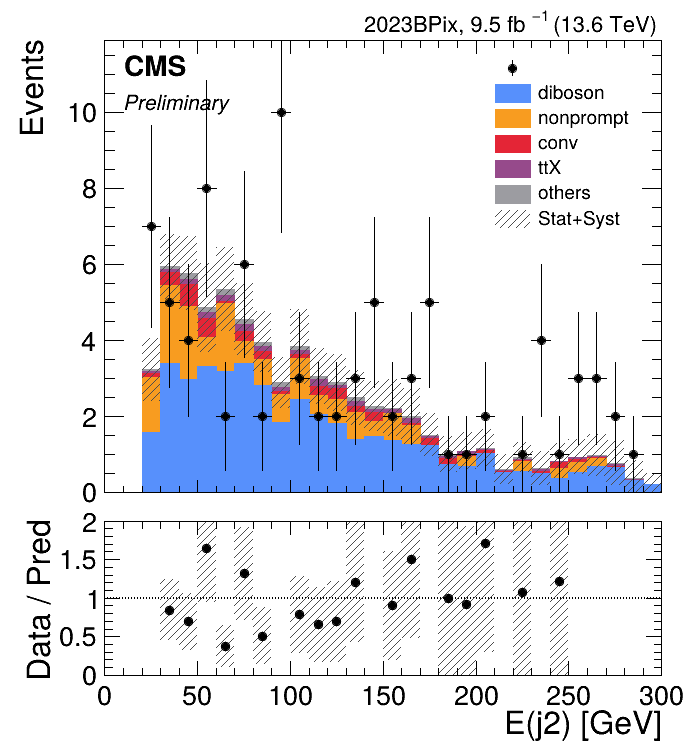 2023BPix, 9.5 fb⁻¹ (13.6 TeV)
Events
CMS
Preliminary
diboson
nonprompt
conv
ttX
others
Stat+Syst
10
8
6
4
2
0
Data / Pred
2
1.5
1
0.5
0
0 50 100 150 200 250 300
E(j2) [GeV]